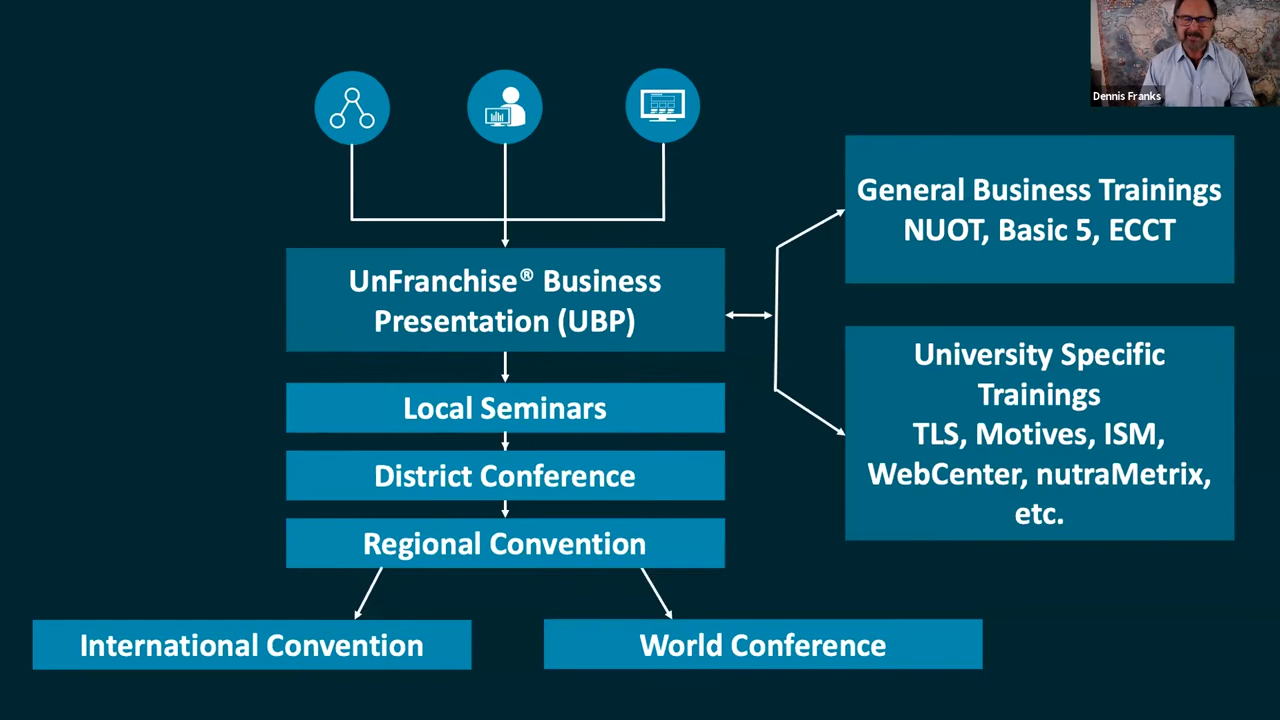 Dennis Franks
General Business Trainings
NUOT, Basic 5, ECCT
UnFranchise® Business
Presentation (UBP)
University Specific
Trainings
TLS, Motives, ISM,
WebCenter, nutraMetrix,
etc.
Local Seminars
District Conference
Regional Convention
International Convention
World Conference